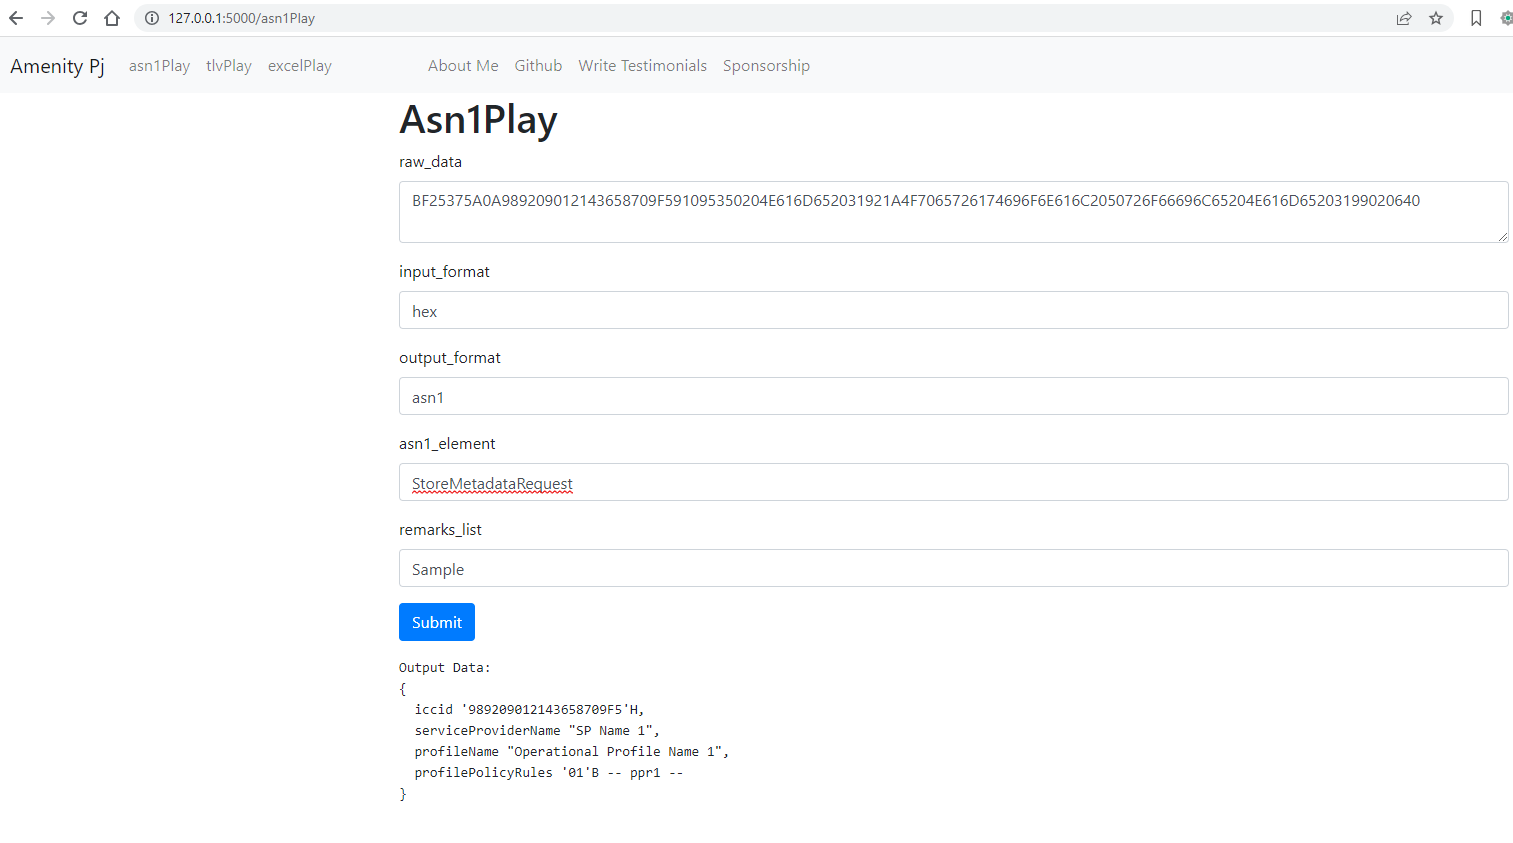 127.0.0.1:5000/asn1Play
Amenity Pj asn1Play tlvPlay excelPlay About Me Github Write Testimonials Sponsorship
Asn1Play
raw_data
BF25375A0A989209012143658709F591095350204E616D652031921A4F7065726174696F6E616C2050726F66696C65204E616D65203199020640
input_format
hex
output_format
asn1
asn1_element
StoreMetadataRequest
remarks_list
Sample
Submit
Output Data:
{
iccid '989209012143658709F5'H,
serviceProviderName "SP Name 1",
profileName "Operational Profile Name 1",
profilePolicyRules '01'B -- ppr1 --
}